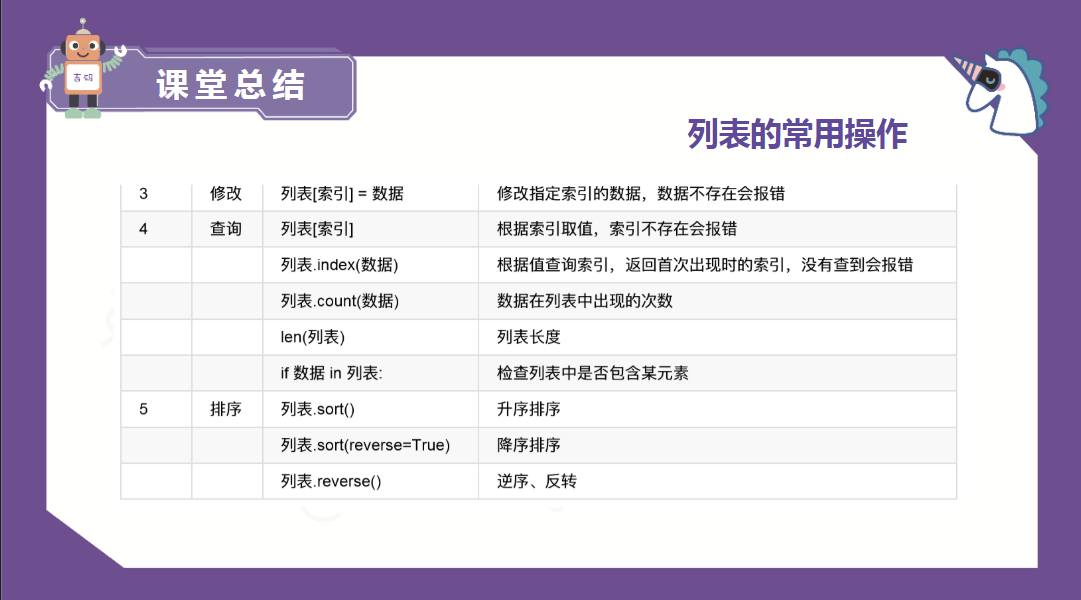 课堂总结
列表的常用操作
3 修改 列表[索引] = 数据 修改指定索引的数据，数据不存在会报错
4 查询 列表[索引] 根据索引取值，索引不存在会报错
列表.index(数据) 根据值查询索引，返回首次出现时的索引，没有查到会报错
列表.count(数据) 数据在列表中出现的次数
len(列表) 列表长度
if 数据 in 列表: 检查列表中是否包含某元素
5 排序 列表.sort() 升序排序
列表.sort(reverse=True) 降序排序
列表.reverse() 逆序、反转